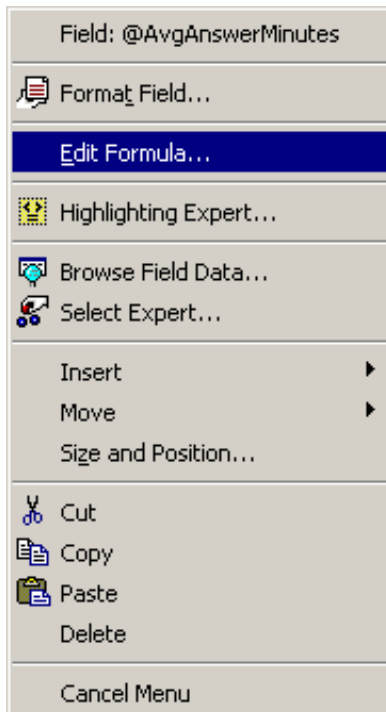 Field: @AvgAnswerMinutes
Format Field...
Edit Formula...
Highlighting Expert...
Browse Field Data...
Select Expert...
Insert
Move
Size and Position...
Cut
Copy
Paste
Delete
Cancel Menu